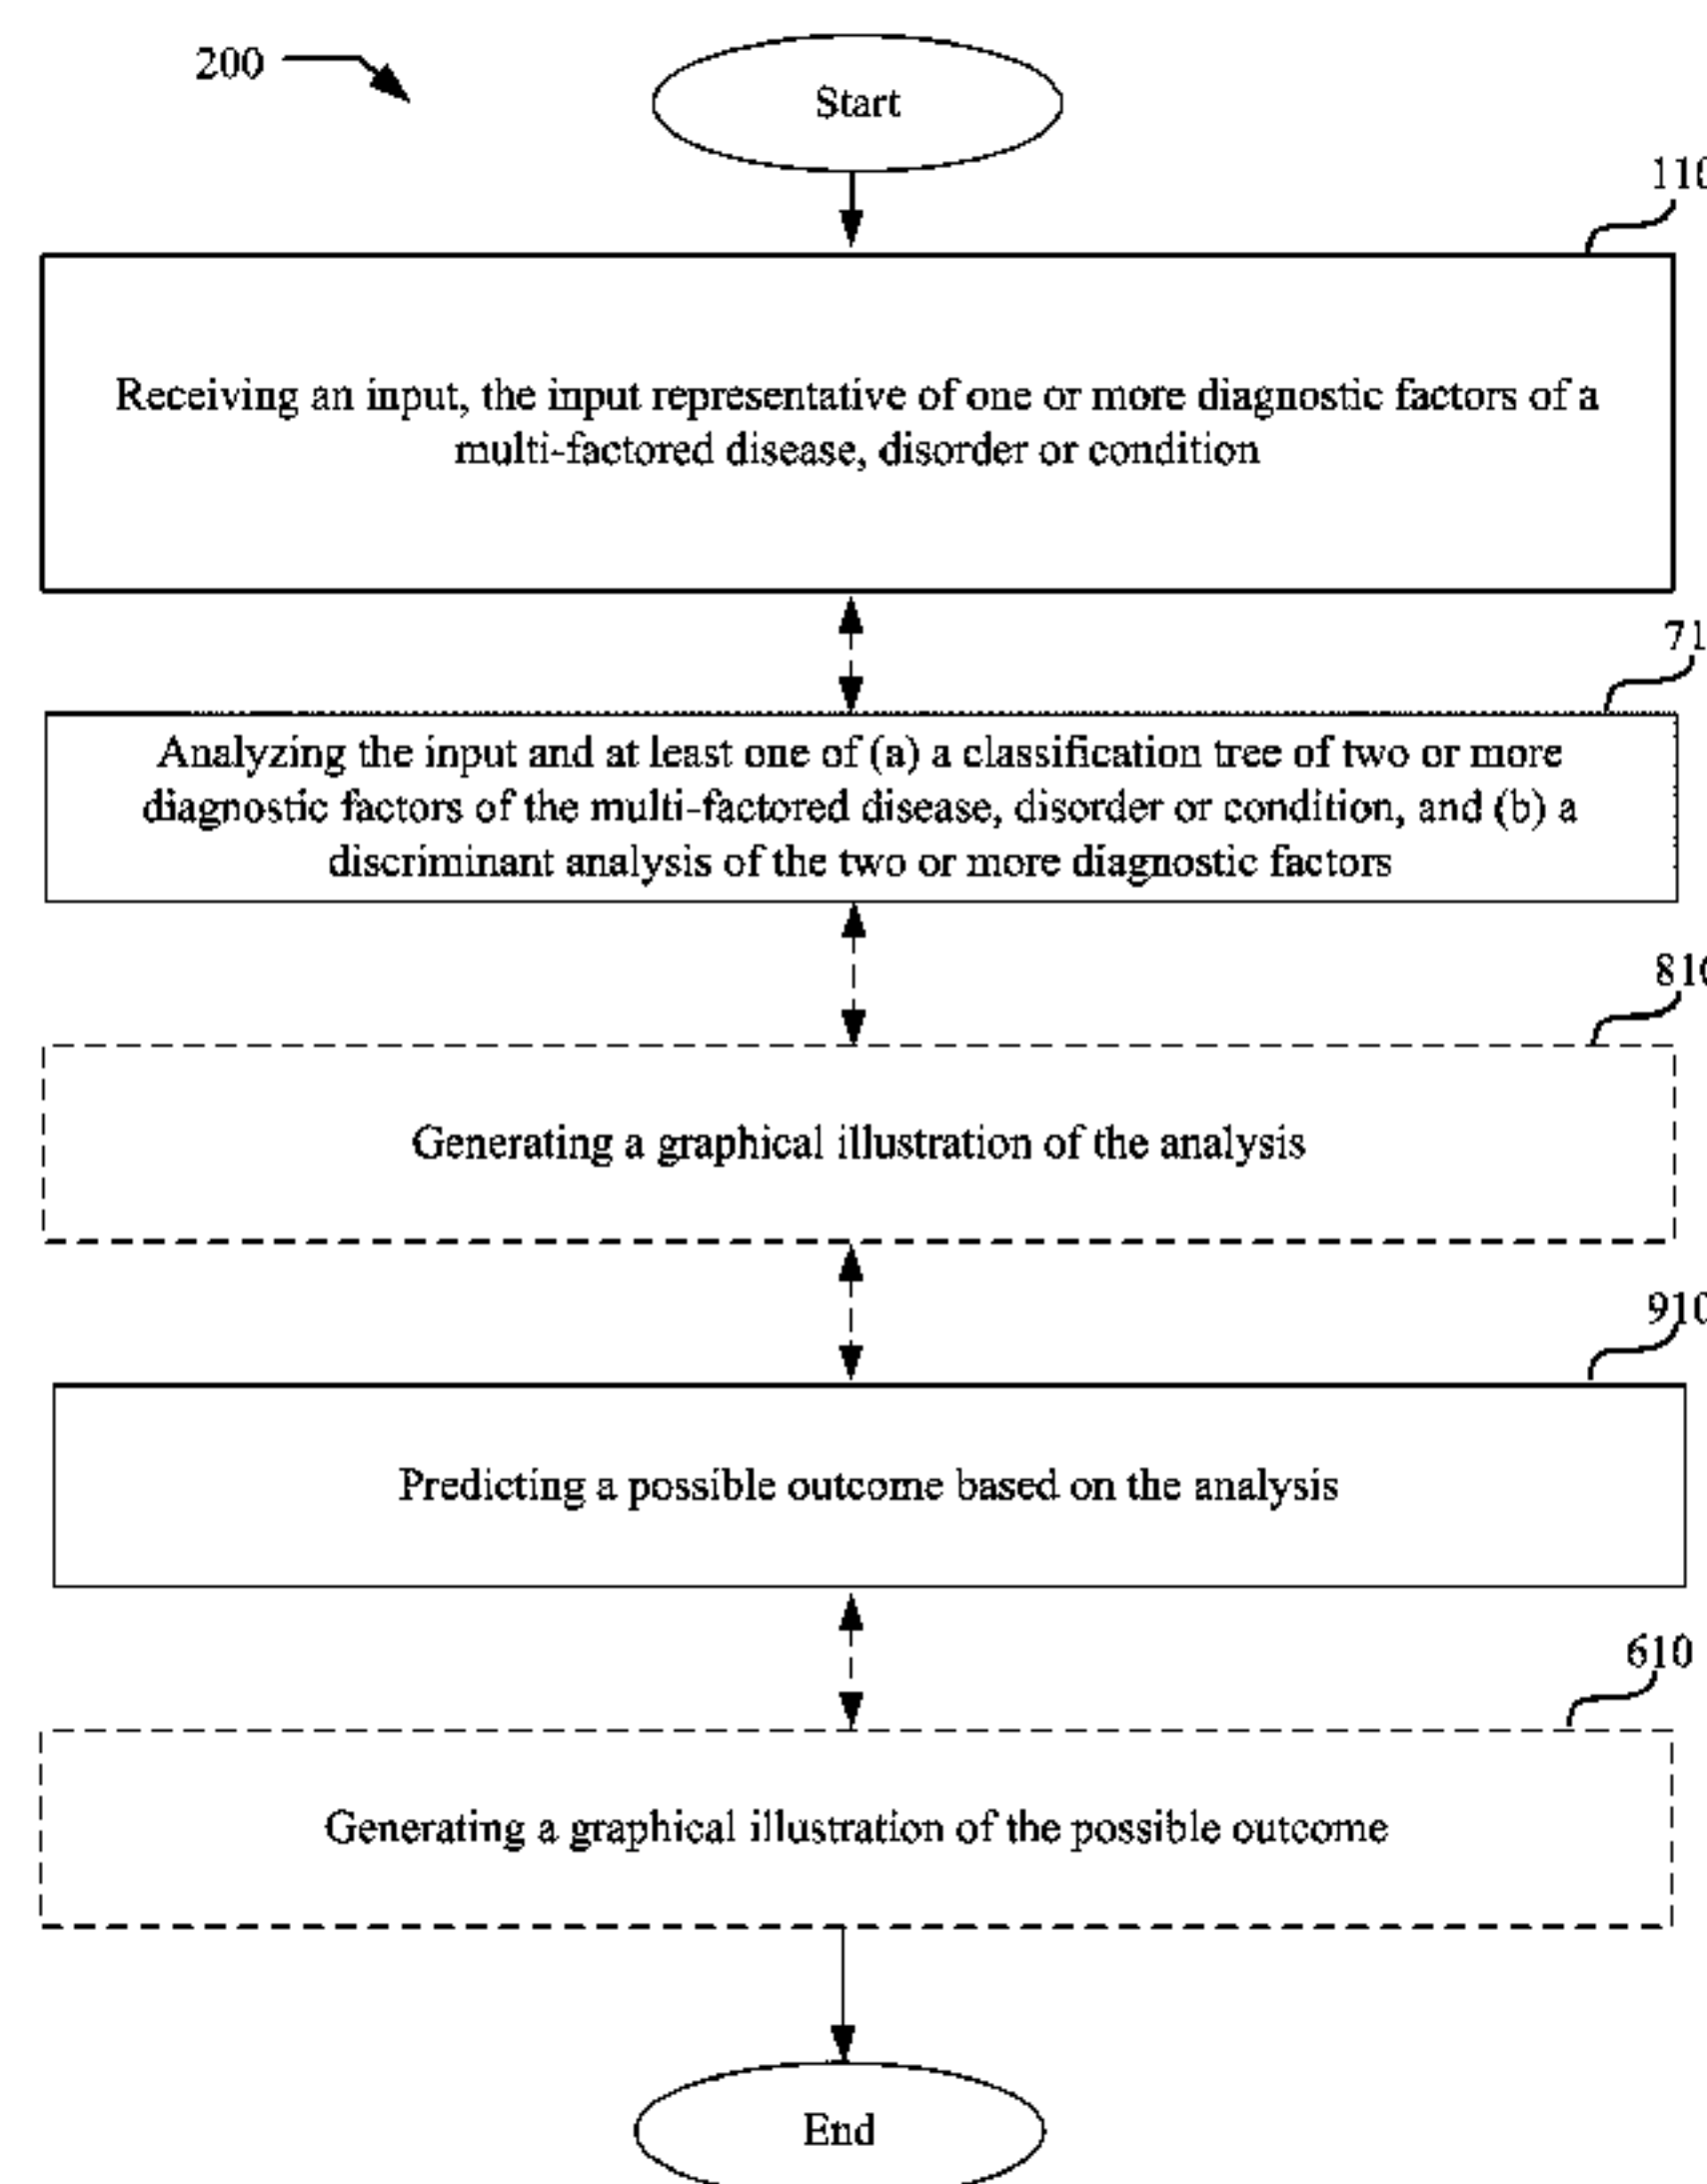 200
Start
110
Receiving an input, the input representative of one or more diagnostic factors of a
multi-factored disease, disorder or condition
71
Analyzing the input and at least one of (a) a classification tree of two or more
diagnostic factors of the multi-factored disease, disorder or condition, and (b) a
discriminant analysis of the two or more diagnostic factors
810
Generating a graphical illustration of the analysis
910
Predicting a possible outcome based on the analysis
610
Generating a graphical illustration of the possible outcome
End